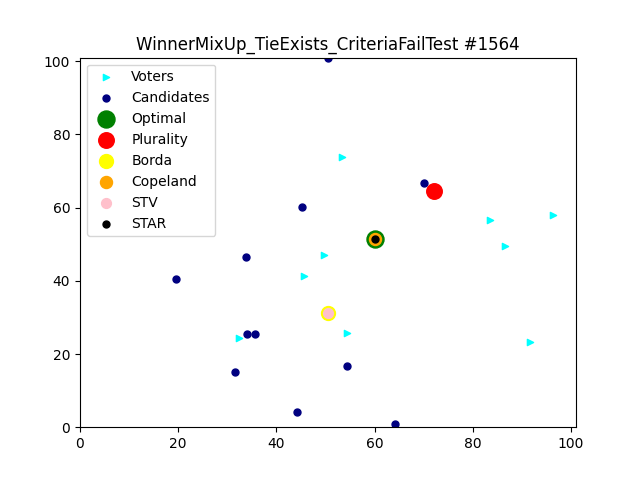 WinnerMixUp_TieExists_CriteriaFailTest #1564
100
80
60
40
20
0
0 20 40 60 80 100
Voters
Candidates
Optimal
Plurality
Borda
Copeland
STV
STAR